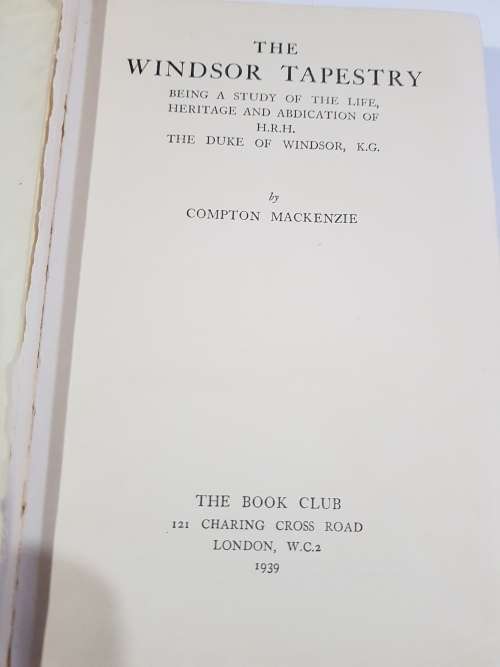 THE
WINDSOR TAPESTRY
BEING A STUDY OF THE LIFE,
HERITAGE AND ABDICATION OF
H.R.H.
THE DUKE OF WINDSOR, K.G.
by
COMPTON MACKENZIE
THE BOOK CLUB
121 CHARING CROSS ROAD
LONDON, W.C.2
1939